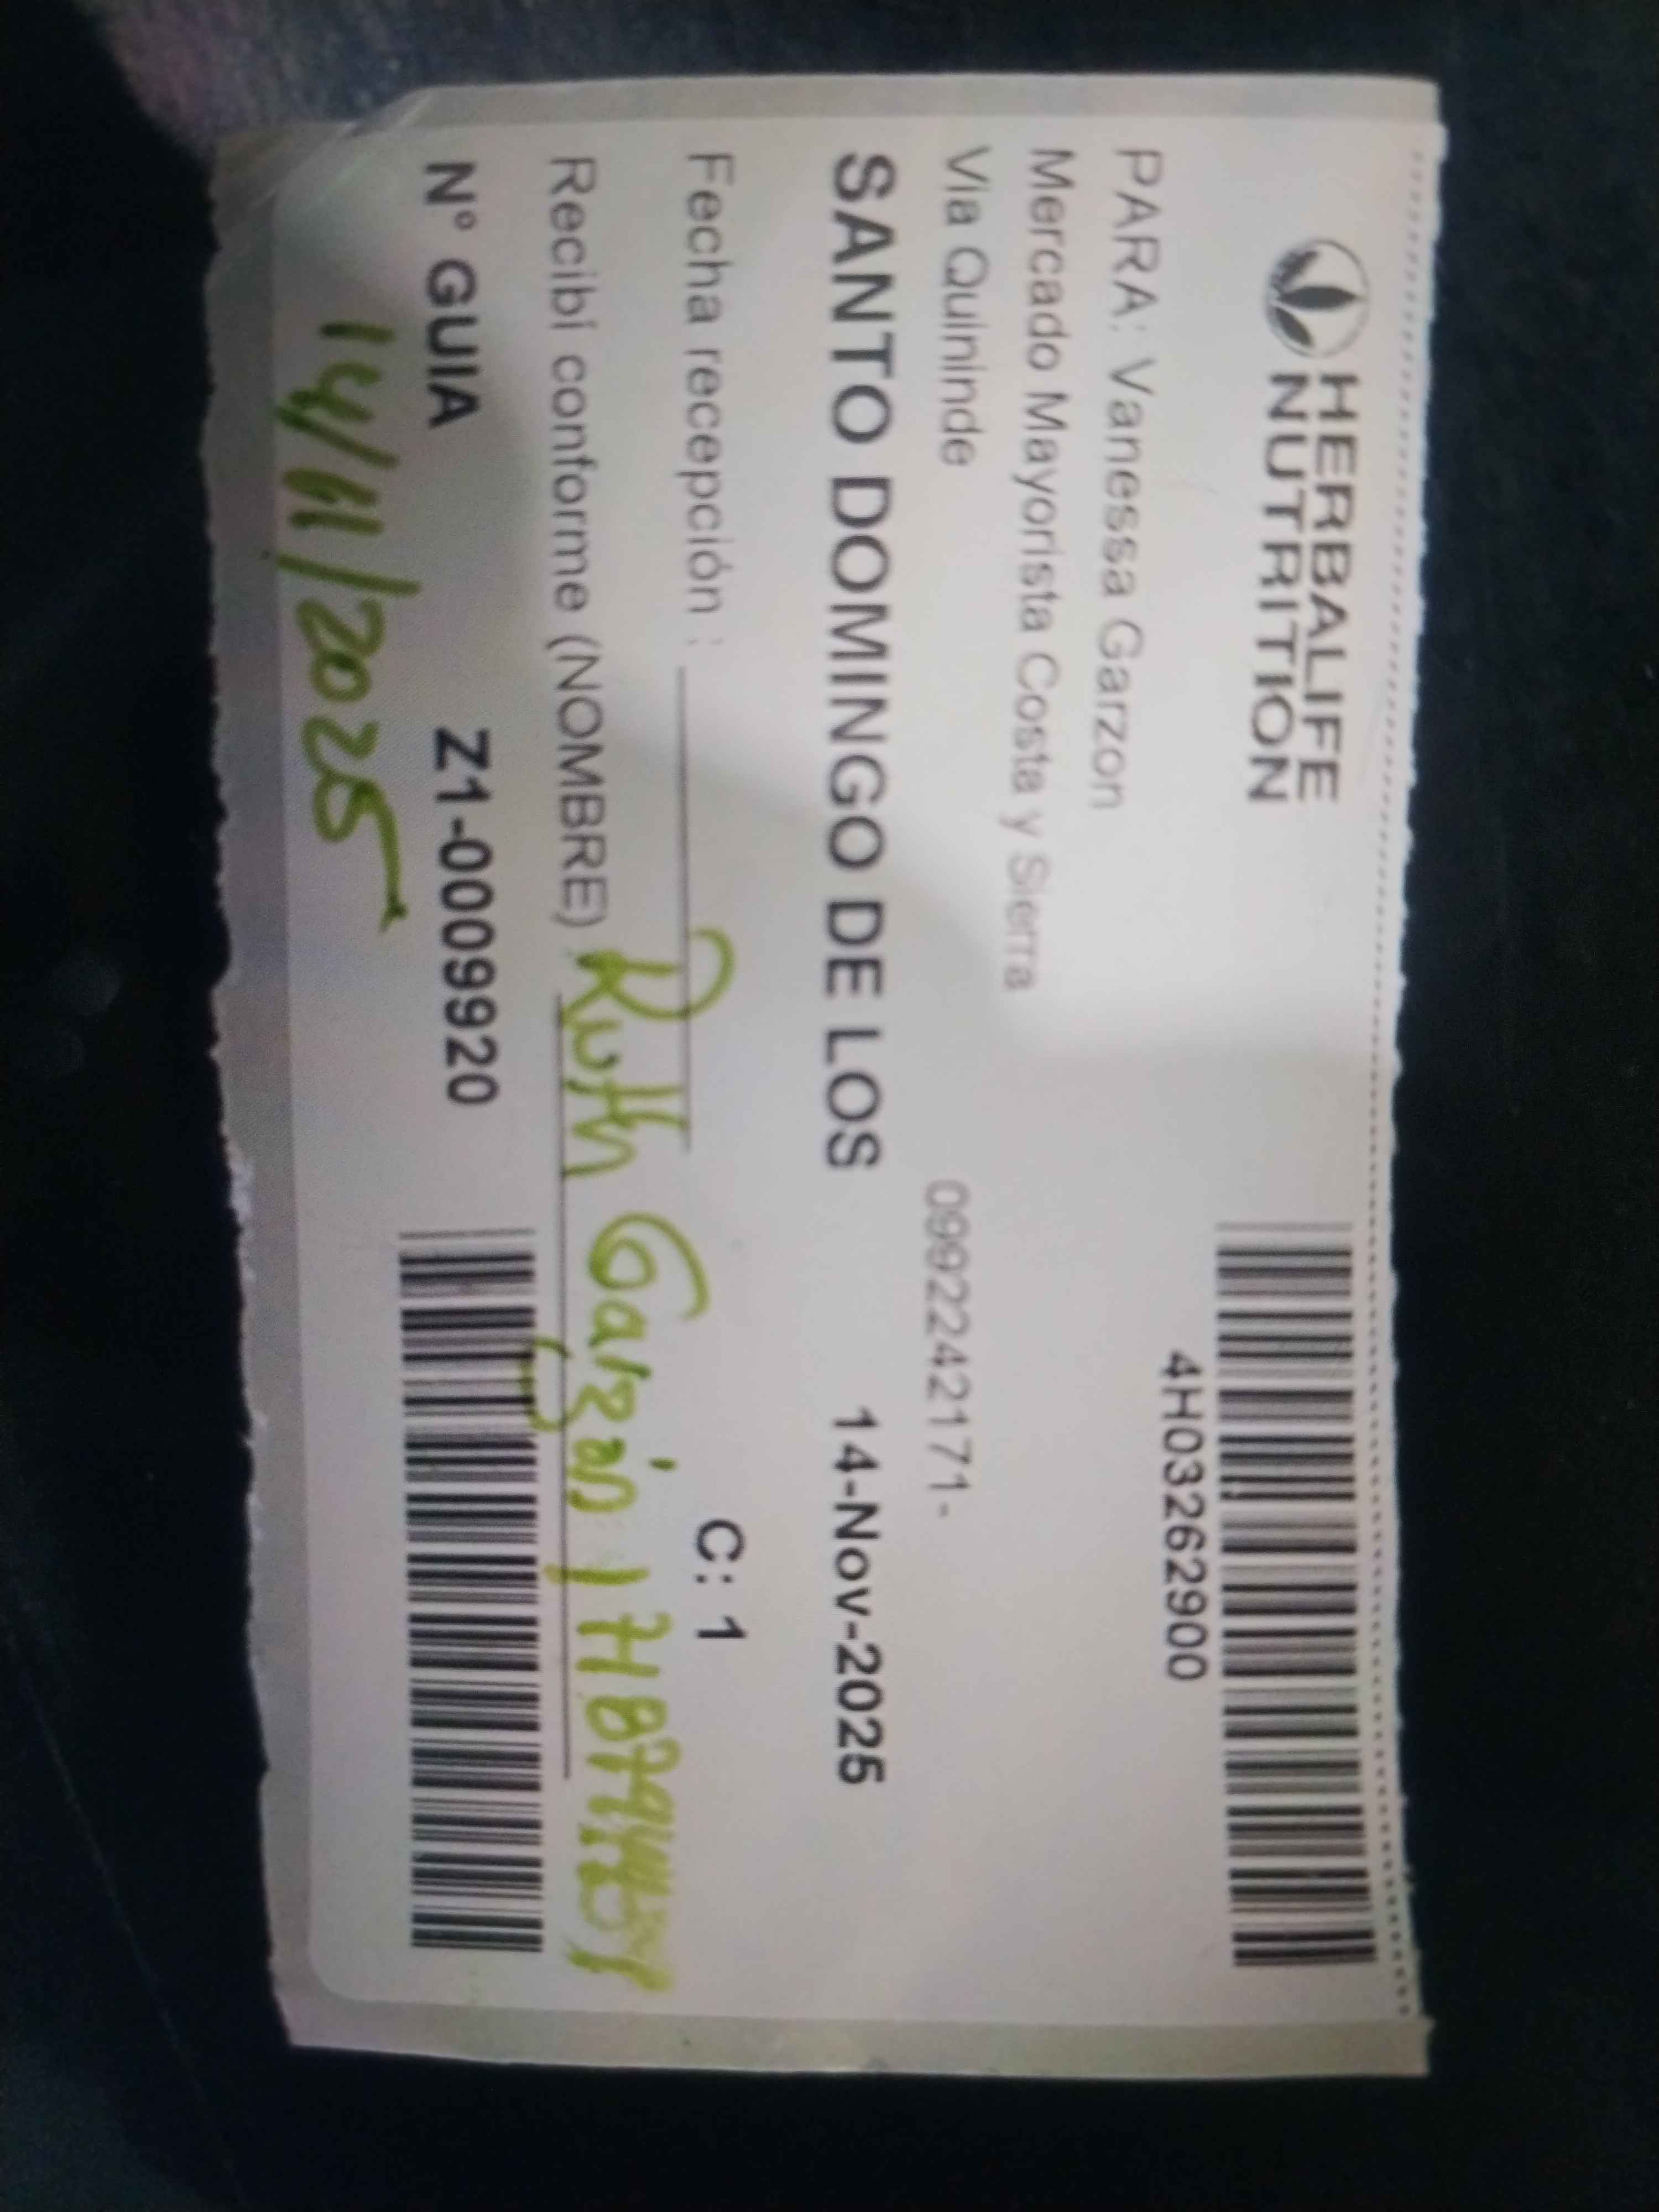 HERBALIFE
NUTRITION
4H03262900
PARA: Vanessa Garzon
Mercado Mayorista Costa y Sierra
Via Quininde
0992242171-
SANTO DOMINGO DE LOS 14-Nov-2025
Fecha recepción : C: 1
Recibí conforme (NOMBRE) Ruth Garzón
Nº GUIA Z1-0009920
14/11/2025